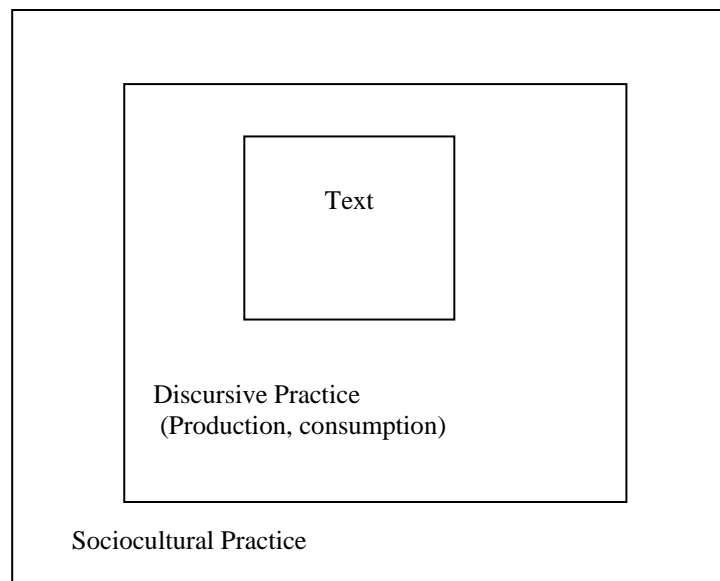 Text
Discursive Practice
(Production, consumption)
Sociocultural Practice